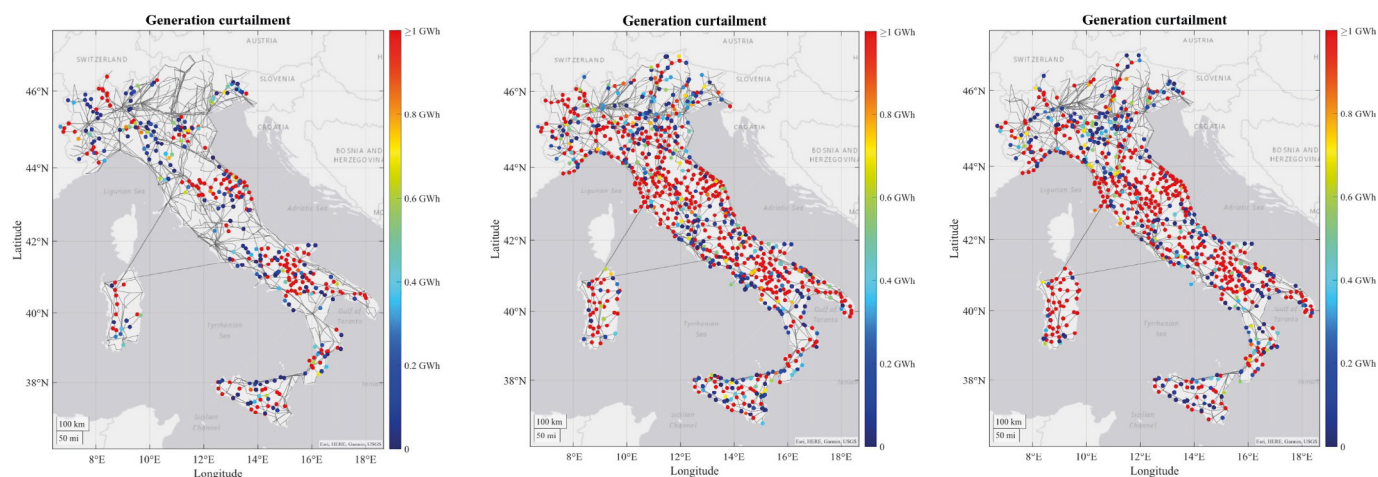 Generation curtailment
≥1 GWh
AUSTRIA
SWITZERLAND
SLOVENIA
46°N
0.8 GWh
CROATIA
BOSNIA AND
HERZEGOVINA
44°N
Ligurian Sea
0.6 GWh
Adriatic Sea
Latitude
42°N
0.4 GWh
40°N
Gulf of
Taranto
Tyrrhenian
Sea
0.2 GWh
38°N
Sicilian
Channel
100 km
50 mi
Esri, HERE, Garmin, USGS
0
8°E 10°E 12°E 14°E 16°E 18°E
Longitude
Generation curtailment
≥1 GWh
AUSTRIA
SWITZERLAND
SLOVENIA
46°N
0.8 GWh
CROATIA
BOSNIA AND
HERZEGOVINA
44°N
Ligurian Sea
0.6 GWh
Adriatic Sea
Latitude
42°N
0.4 GWh
40°N
Gulf of
Taranto
Tyrrhenian
Sea
0.2 GWh
38°N
Sicilian
Channel
100 km
50 mi
Esri, HERE, Garmin, USGS
0
8°E 10°E 12°E 14°E 16°E 18°E
Longitude
Generation curtailment
≥1 GWh
AUSTRIA
SWITZERLAND
SLOVENIA
46°N
0.8 GWh
CROATIA
BOSNIA AND
HERZEGOVINA
44°N
Ligurian Sea
0.6 GWh
Adriatic Sea
Latitude
42°N
0.4 GWh
40°N
Gulf of
Taranto
Tyrrhenian
Sea
0.2 GWh
38°N
Sicilian
Channel
100 km
50 mi
Esri, HERE, Garmin, USGS
0
8°E 10°E 12°E 14°E 16°E 18°E
Longitude